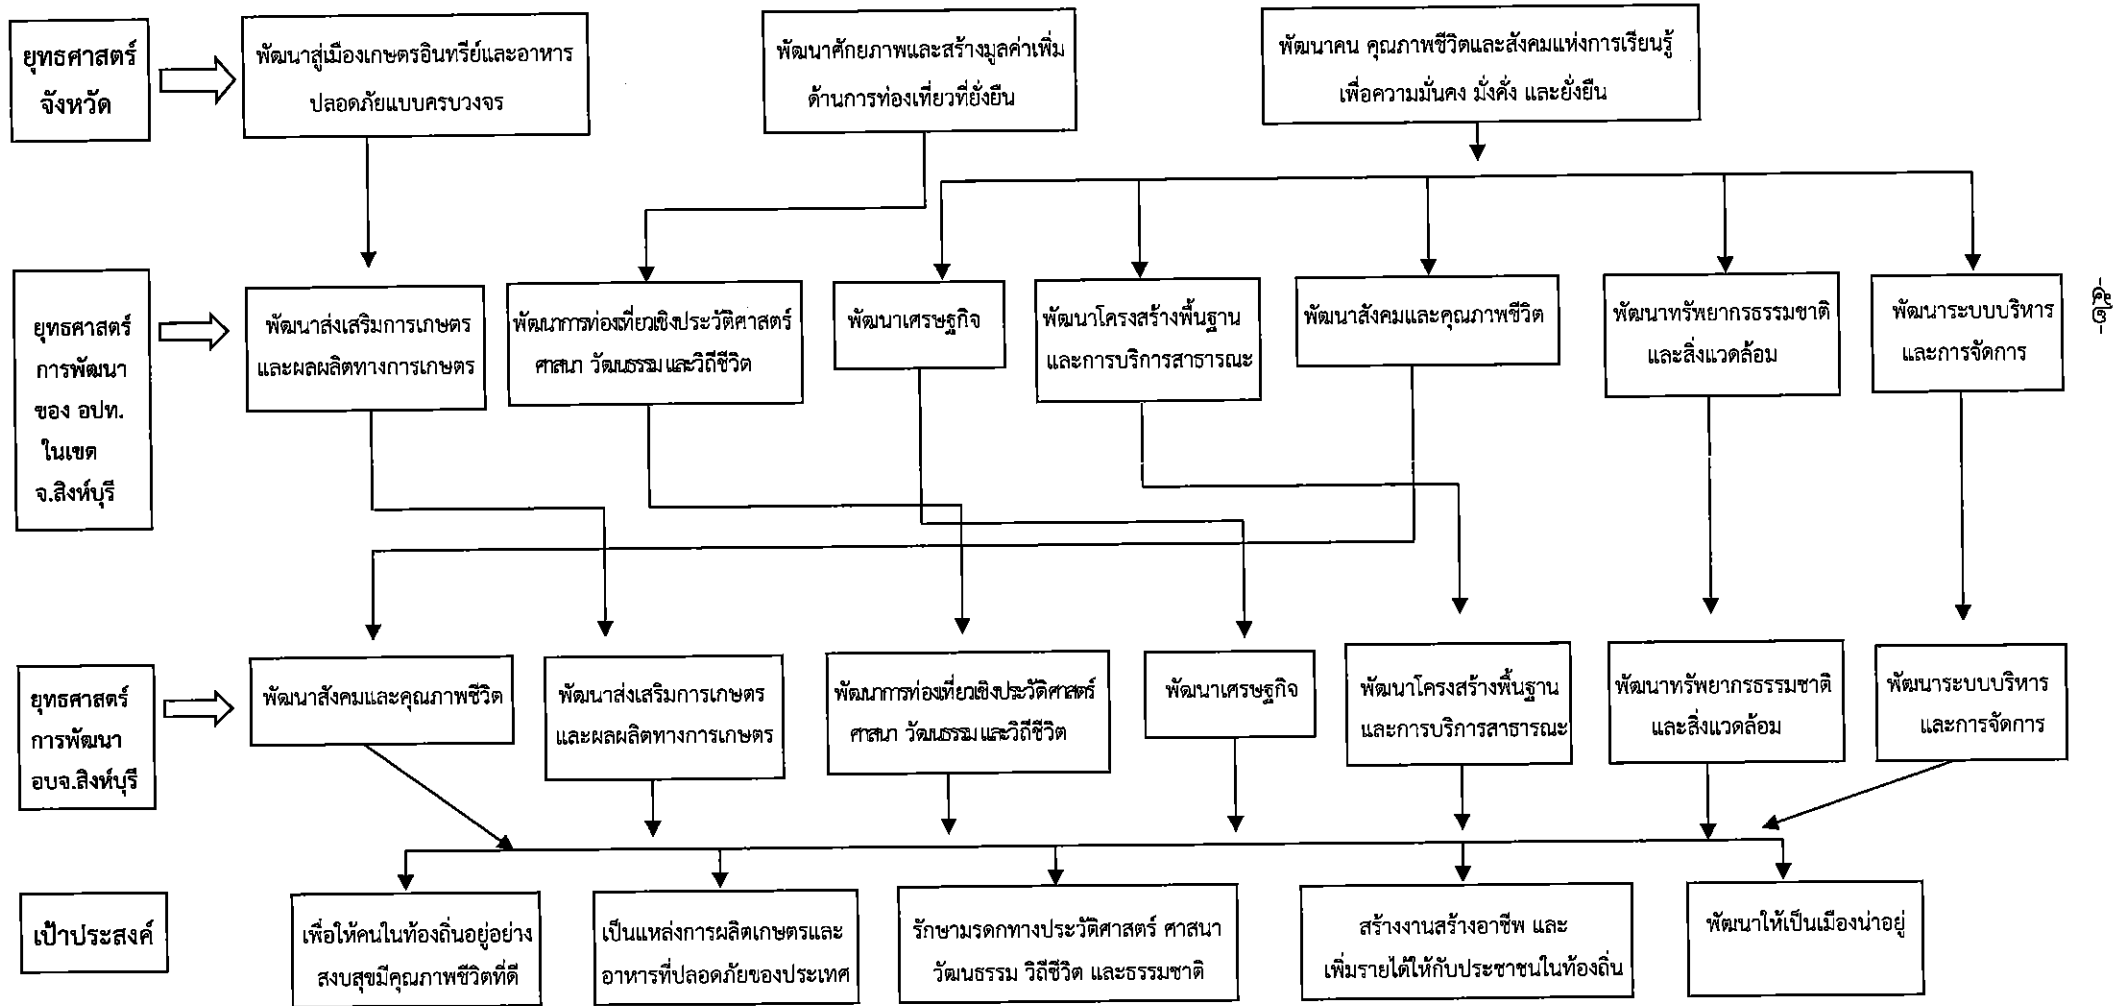 ยุทธศาสตร์
จังหวัด
พัฒนาสู่เมืองเกษตรอินทรีย์และอาหาร
ปลอดภัยแบบครบวงจร
พัฒนาศักยภาพและสร้างมูลค่าเพิ่ม
ด้านการท่องเที่ยวที่ยั่งยืน
พัฒนาคน คุณภาพชีวิตและสังคมแห่งการเรียนรู้
เพื่อความมั่นคง มั่งคั่ง และยั่งยืน
ยุทธศาสตร์
การพัฒนา
ของ อปท.
ในเขต
จ.สิงห์บุรี
พัฒนาส่งเสริมการเกษตร
และผลผลิตทางการเกษตร
พัฒนาการท่องเที่ยวเชิงประวัติศาสตร์
ศาสนา วัฒนธรรม และวิถีชีวิต
พัฒนาเศรษฐกิจ
พัฒนาโครงสร้างพื้นฐาน
และการบริการสาธารณะ
พัฒนาสังคมและคุณภาพชีวิต
พัฒนาทรัพยากรธรรมชาติ
และสิ่งแวดล้อม
พัฒนาระบบบริหาร
และการจัดการ
ยุทธศาสตร์
การพัฒนา
อบจ.สิงห์บุรี
พัฒนาสังคมและคุณภาพชีวิต
พัฒนาส่งเสริมการเกษตร
และผลผลิตทางการเกษตร
พัฒนาการท่องเที่ยวเชิงประวัติศาสตร์
ศาสนา วัฒนธรรม และวิถีชีวิต
พัฒนาเศรษฐกิจ
พัฒนาโครงสร้างพื้นฐาน
และการบริการสาธารณะ
พัฒนาทรัพยากรธรรมชาติ
และสิ่งแวดล้อม
พัฒนาระบบบริหาร
และการจัดการ
เป้าประสงค์
เพื่อให้คนในท้องถิ่นอยู่อย่าง
สงบสุขมีคุณภาพชีวิตที่ดี
เป็นแหล่งการผลิตเกษตรและ
อาหารที่ปลอดภัยของประเทศ
รักษามรดกทางประวัติศาสตร์ ศาสนา
วัฒนธรรม วิถีชีวิต และธรรมชาติ
สร้างงานสร้างอาชีพ และ
เพิ่มรายได้ให้กับประชาชนในท้องถิ่น
พัฒนาให้เป็นเมืองน่าอยู่